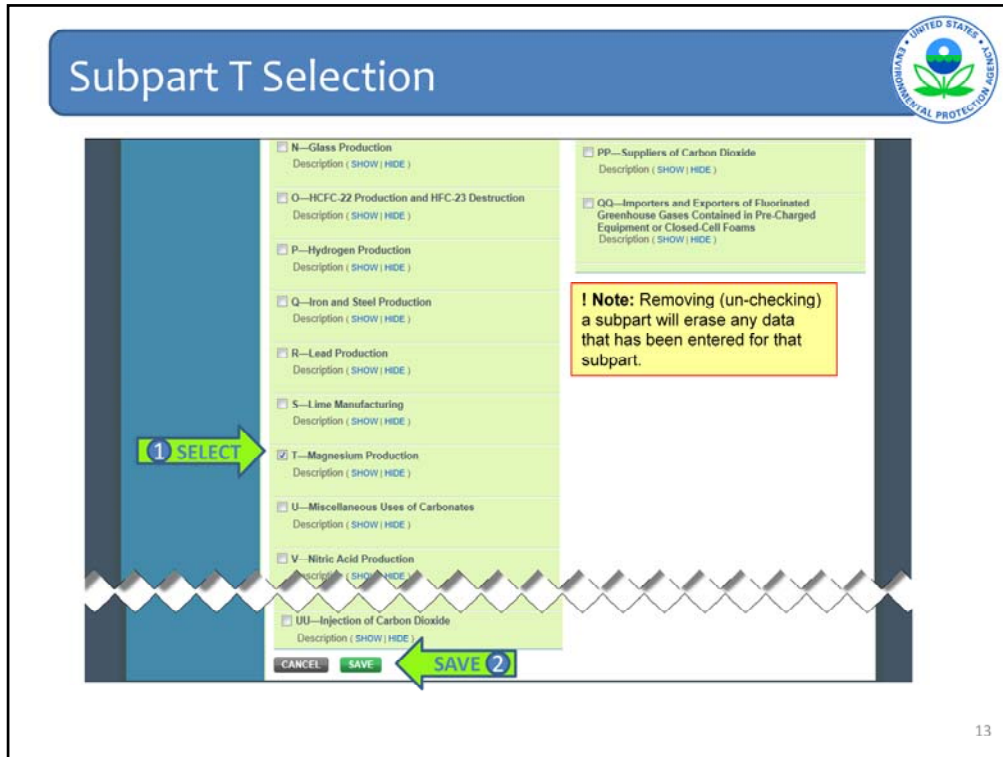 Subpart T Selection
UNITED STATES
ENVIRONMENTAL PROTECTION AGENCY
N—Glass Production
Description ( SHOW | HIDE )
O—HCFC-22 Production and HFC-23 Destruction
Description ( SHOW | HIDE )
P—Hydrogen Production
Description ( SHOW | HIDE )
Q—Iron and Steel Production
Description ( SHOW | HIDE )
R—Lead Production
Description ( SHOW | HIDE )
S—Lime Manufacturing
Description ( SHOW | HIDE )
1 SELECT
T—Magnesium Production
Description ( SHOW | HIDE )
U—Miscellaneous Uses of Carbonates
Description ( SHOW | HIDE )
V—Nitric Acid Production
Description ( SHOW | HIDE )
UU—Injection of Carbon Dioxide
Description ( SHOW | HIDE )
CANCEL SAVE SAVE 2
PP—Suppliers of Carbon Dioxide
Description ( SHOW | HIDE )
QQ—Importers and Exporters of Fluorinated
Greenhouse Gases Contained in Pre-Charged
Equipment or Closed-Cell Foams
Description ( SHOW | HIDE )
! Note: Removing (un-checking)
a subpart will erase any data
that has been entered for that
subpart.
13